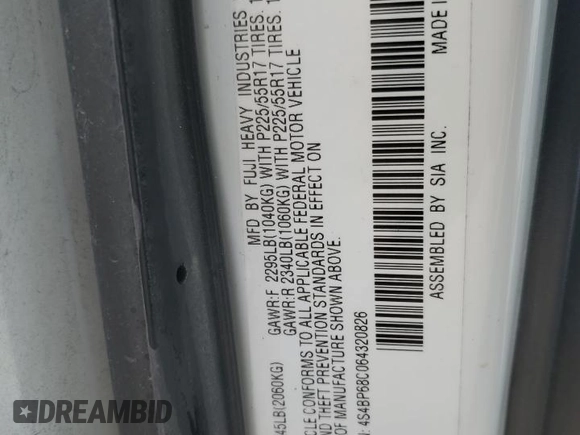 MFD BY FUJI HEAVY INDUSTRIES
GAWR:F 2295LB(1040KG) WITH P225/55R17 TIRES.
45LB(2060KG) GAWR:R 2340LB(1060KG) WITH P225/55R17 TIRES.
CLE CONFORMS TO ALL APPLICABLE FEDERAL MOTOR VEHICLE
AND THEFT PREVENTION STANDARDS IN EFFECT ON
OF MANUFACTURE SHOWN ABOVE.
4S4BP68C064320826
ASSEMBLED BY SIA INC. MADE I
DREAMBID